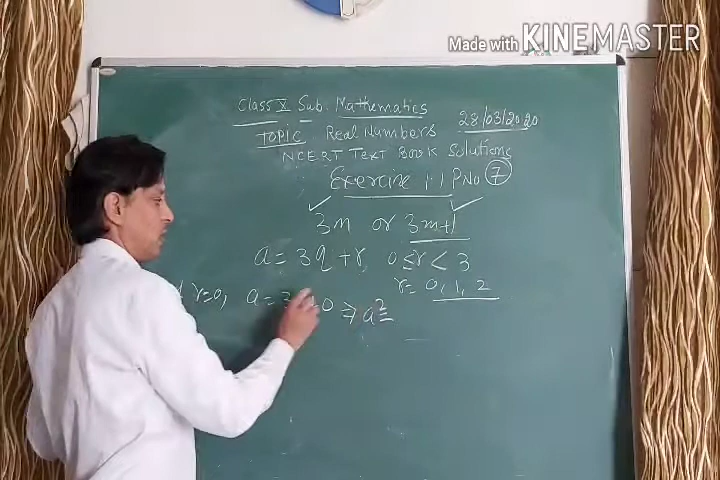 Made with KINEMASTER
Class X Sub. Mathematics
28/03/2020
TOPIC Real Numbers
NCERT Text Book Solutions
Exercise 1.1 P.No 7
3m or 3m+1
a = 3q + r, 0 ≤ r < 3
r = 0, 1, 2
r=0, a = 3 +0 ⇒ a² =